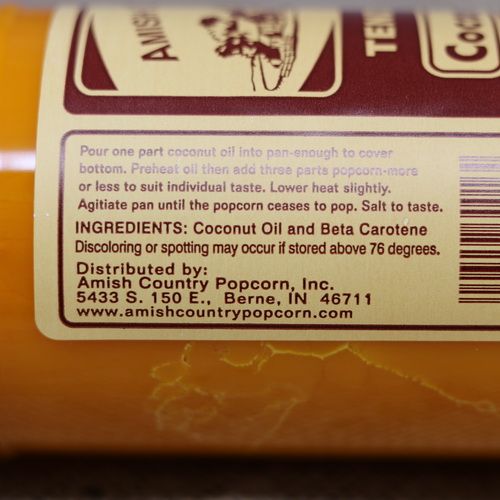 AMISH
TEX
COC
Pour one part coconut oil into pan-enough to cover
bottom. Preheat oil then add three parts popcorn-more
or less to suit individual taste. Lower heat slightly.
Agitiate pan until the popcorn ceases to pop. Salt to taste.
INGREDIENTS: Coconut Oil and Beta Carotene
Discoloring or spotting may occur if stored above 76 degrees.
Distributed by:
Amish Country Popcorn, Inc.
5433 S. 150 E., Berne, IN 46711
www.amishcountrypopcorn.com